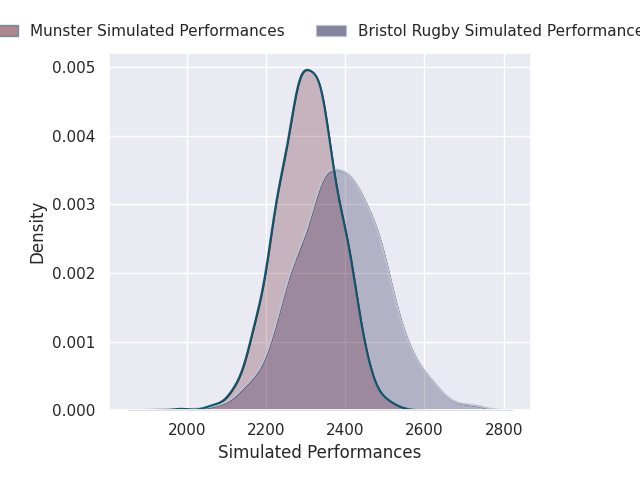 Munster Simulated Performances
Bristol Rugby Simulated Performance
0.005
0.004
0.003
0.002
0.001
0.000
Density
2000 2200 2400 2600 2800
Simulated Performances